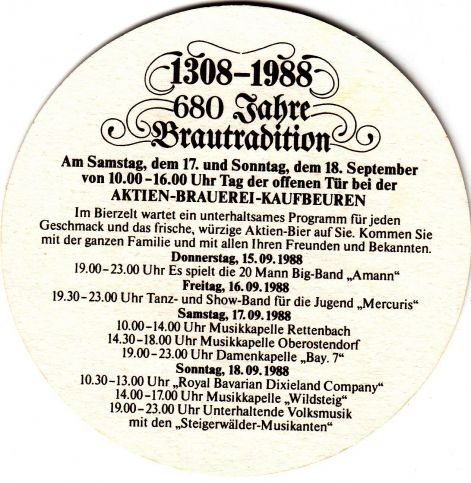 1308–1988
680 Jahre
Brautradition
Am Samstag, dem 17. und Sonntag, dem 18. September
von 10.00–16.00 Uhr Tag der offenen Tür bei der
AKTIEN-BRAUEREI-KAUFBEUREN
Im Bierzelt wartet ein unterhaltsames Programm für jeden
Geschmack und das frische, würzige Aktien-Bier auf Sie. Kommen Sie
mit der ganzen Familie und mit allen Ihren Freunden und Bekannten.
Donnerstag, 15.09.1988
19.00–23.00 Uhr Es spielt die 20 Mann Big-Band „Amann“
Freitag, 16.09.1988
19.30–23.00 Uhr Tanz- und Show-Band für die Jugend „Mercuris“
Samstag, 17.09.1988
10.00–14.00 Uhr Musikkapelle Rettenbach
14.30–18.00 Uhr Musikkapelle Oberostendorf
19.00–23.00 Uhr Damenkapelle „Bay. 7“
Sonntag, 18.09.1988
10.30–13.00 Uhr „Royal Bavarian Dixieland Company“
14.00–17.00 Uhr Musikkapelle „Wildsteig“
19.00–23.00 Uhr Unterhaltende Volksmusik
mit den „Steigerwälder-Musikanten“